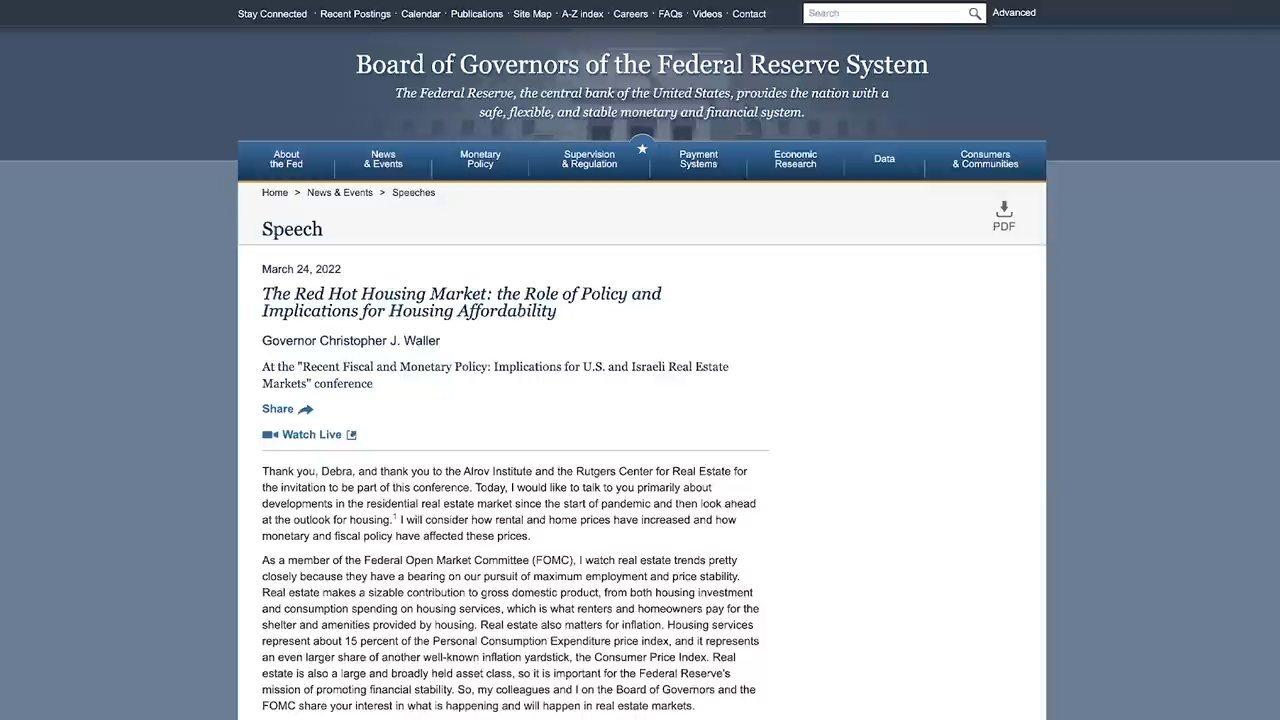 Stay Con · Recent Postings · Calendar · Publications · Site Map · A-Z index · Careers · FAQs · Videos · Contact
Search
Advanced
Board of Governors of the Federal Reserve System
The Federal Reserve, the central bank of the United States, provides the nation with a
safe, flexible, and stable monetary and financial system.
About
the Fed
News
& Events
Monetary
Policy
Supervision
& Regulation
Payment
Systems
Economic
Research
Data
Consumers
& Communities
Home > News & Events > Speeches
PDF
Speech
March 24, 2022
The Red Hot Housing Market: the Role of Policy and
Implications for Housing Affordability
Governor Christopher J. Waller
At the "Recent Fiscal and Monetary Policy: Implications for U.S. and Israeli Real Estate
Markets" conference
Share
Watch Live
Thank you, Debra, and thank you to the Alrov Institute and the Rutgers Center for Real Estate for
the invitation to be part of this conference. Today, I would like to talk to you primarily about
developments in the residential real estate market since the start of pandemic and then look ahead
at the outlook for housing.1 I will consider how rental and home prices have increased and how
monetary and fiscal policy have affected these prices.
As a member of the Federal Open Market Committee (FOMC), I watch real estate trends pretty
closely because they have a bearing on our pursuit of maximum employment and price stability.
Real estate makes a sizable contribution to gross domestic product, from both housing investment
and consumption spending on housing services, which is what renters and homeowners pay for the
shelter and amenities provided by housing. Real estate also matters for inflation. Housing services
represent about 15 percent of the Personal Consumption Expenditure price index, and it represents
an even larger share of another well-known inflation yardstick, the Consumer Price Index. Real
estate is also a large and broadly held asset class, so it is important for the Federal Reserve's
mission of promoting financial stability. So, my colleagues and I on the Board of Governors and the
FOMC share your interest in what is happening and will happen in real estate markets.